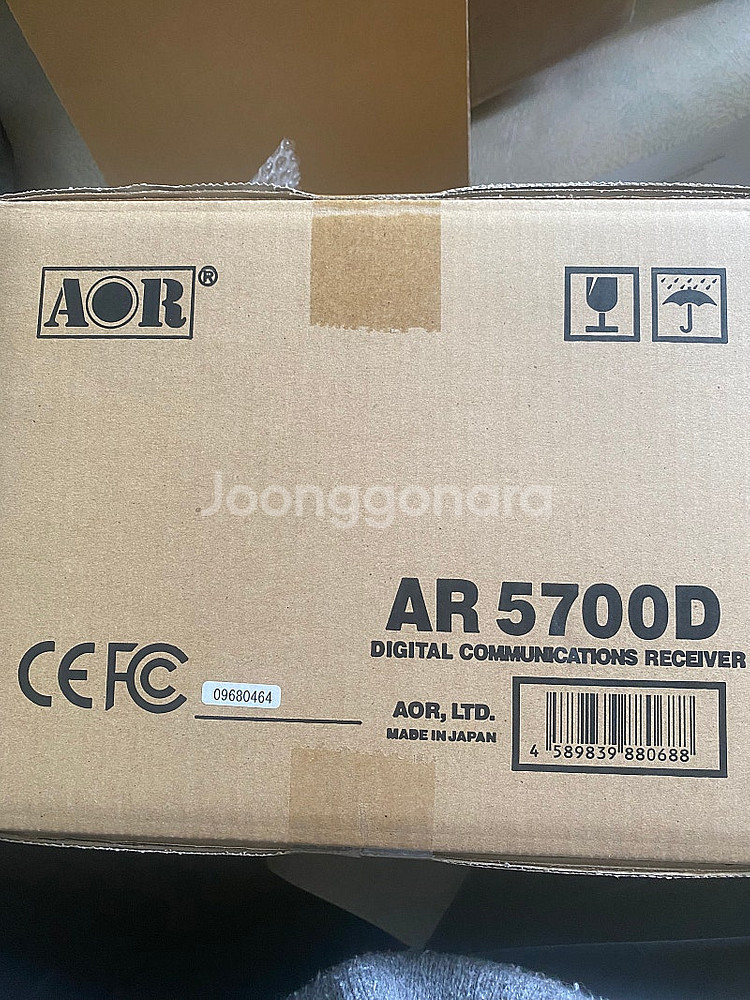 AOR®
Joonggonara
AR 5700D
DIGITAL COMMUNICATIONS RECEIVER
CE FC
09680464
AOR, LTD.
MADE IN JAPAN
4 589839 880688